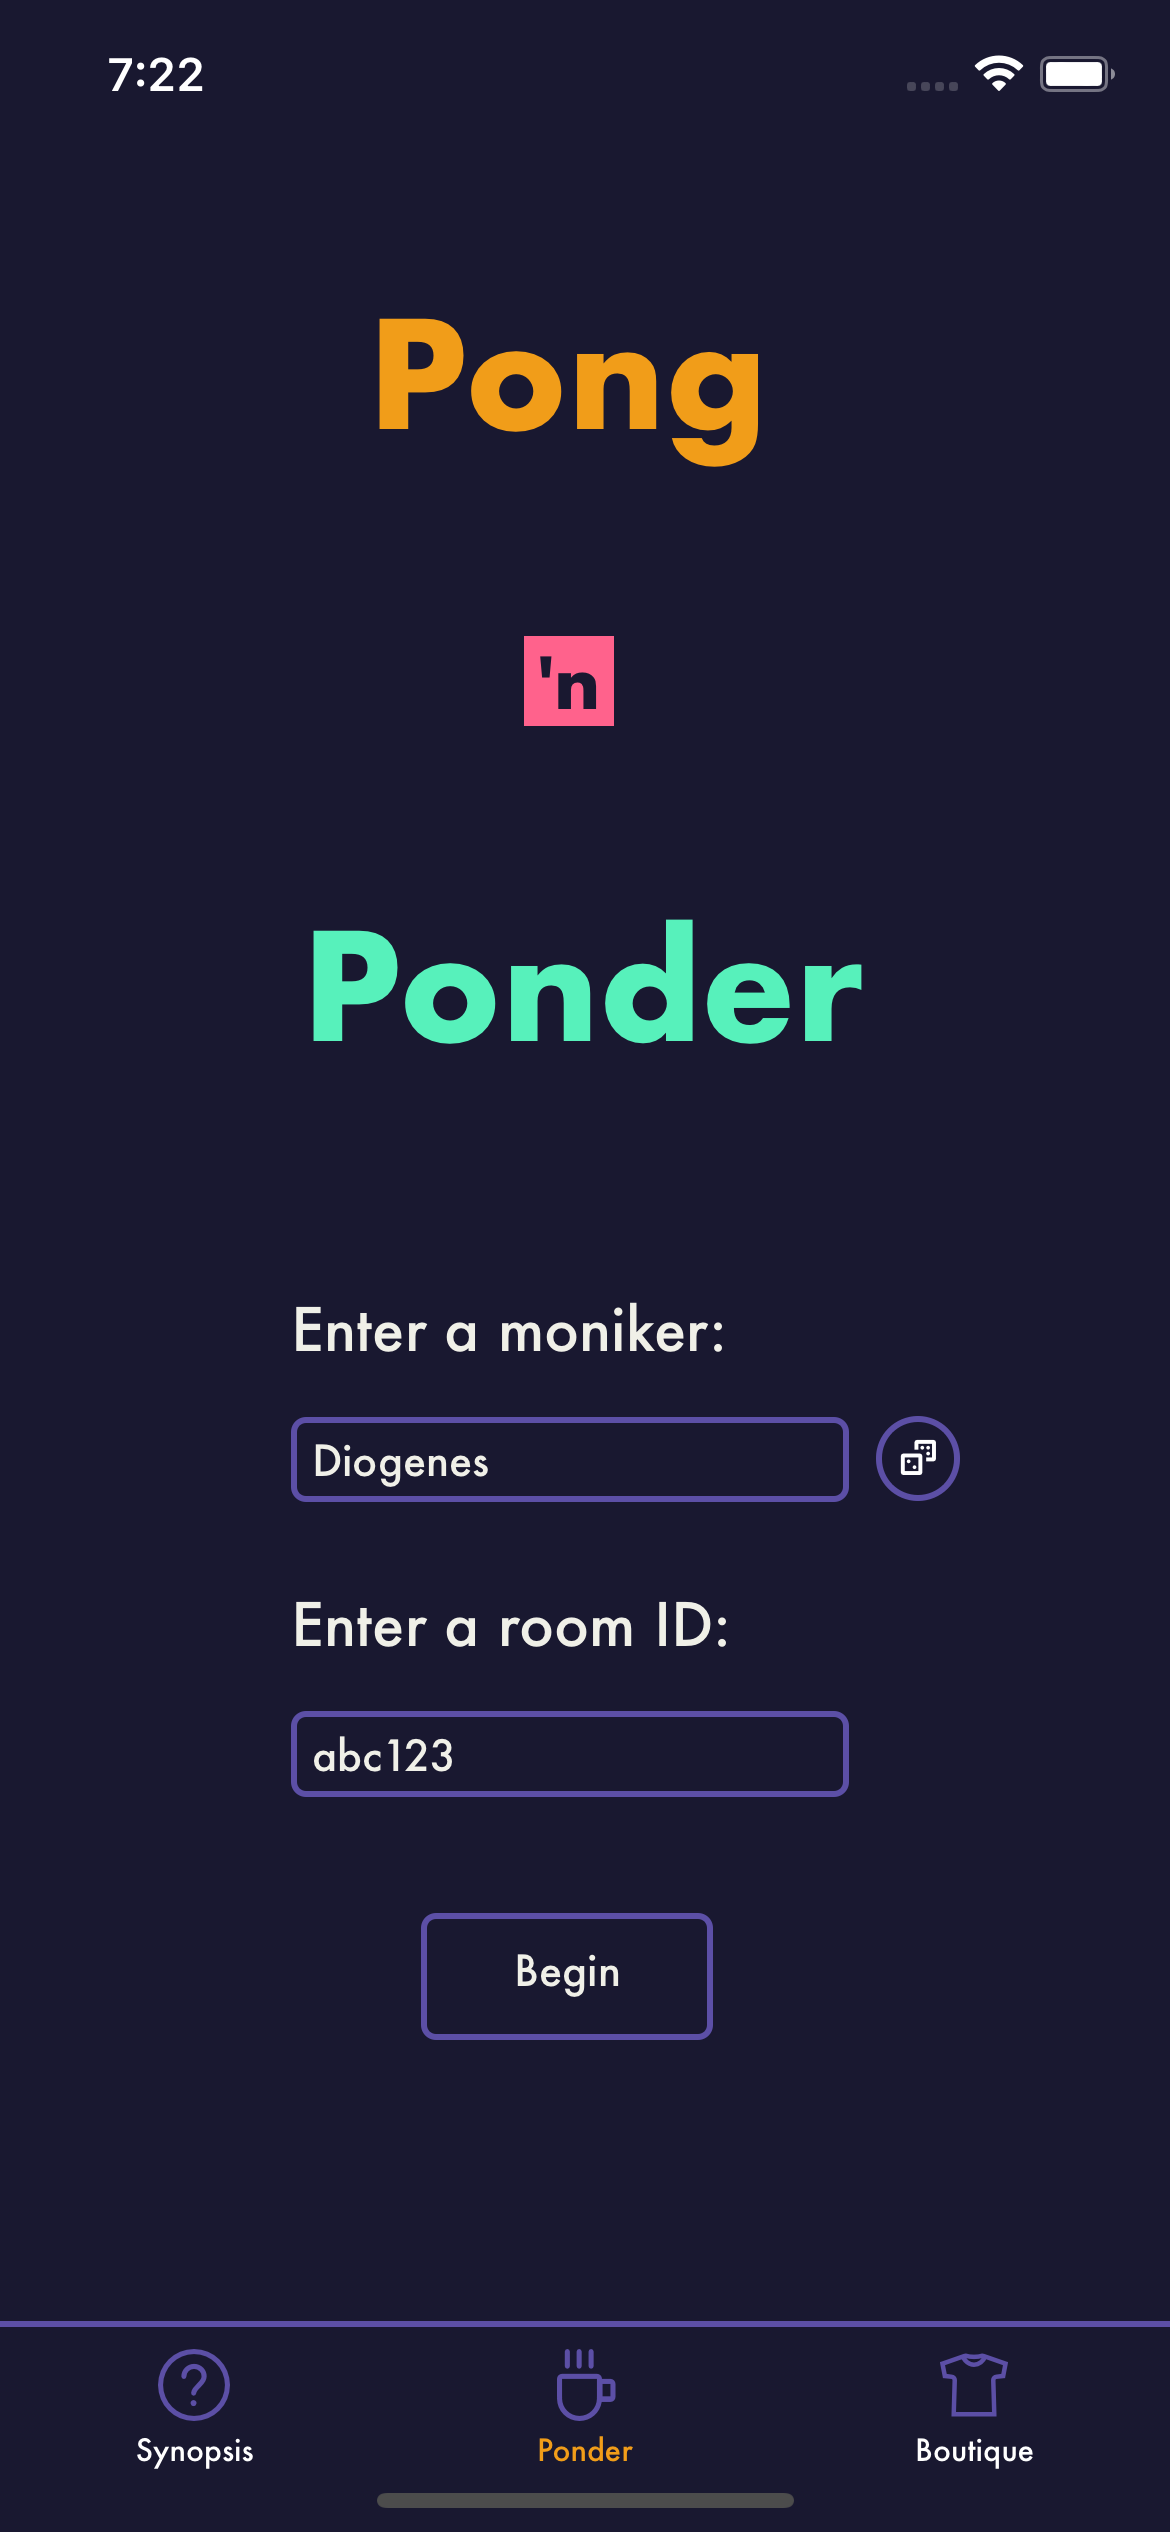 7:22
Pong
'n
Ponder
Enter a moniker:
Diogenes
Enter a room ID:
abc123
Begin
Synopsis
Ponder
Boutique